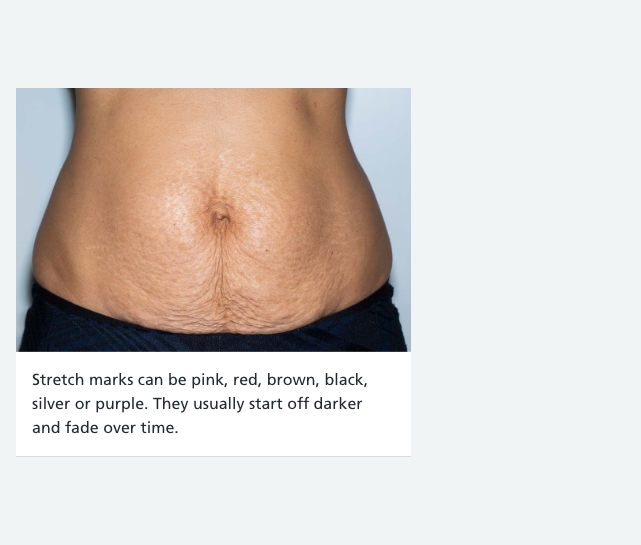 Stretch marks can be pink, red, brown, black,
silver or purple. They usually start off darker
and fade over time.